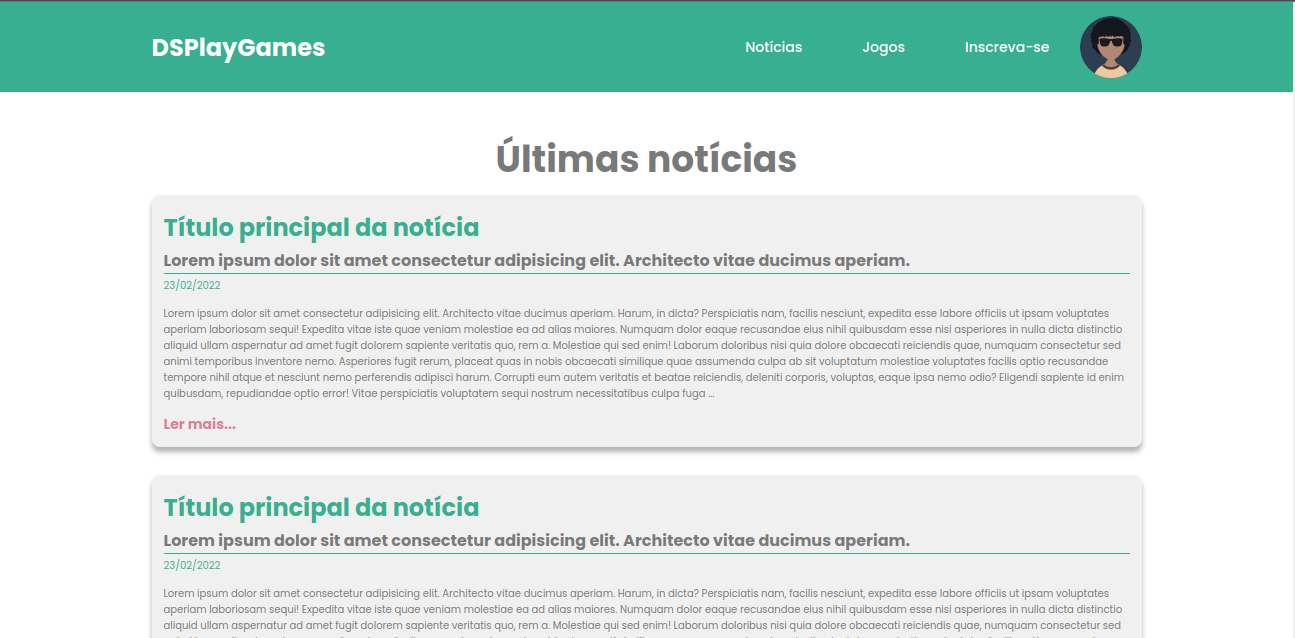 DSPlayGames
Notícias
Jogos
Inscreva-se
Últimas notícias
Título principal da notícia
Lorem ipsum dolor sit amet consectetur adipisicing elit. Architecto vitae ducimus aperiam.
23/02/2022
Lorem ipsum dolor sit amet consectetur adipisicing elit. Architecto vitae ducimus aperiam. Harum, in dicta? Perspiciatis nam, facilis nesciunt, expedita esse labore officiis ut ipsam voluptates
aperiam laboriosam sequi! Expedita vitae iste quae veniam molestiae ea ad alias maiores. Numquam dolor eaque recusandae eius nihil quibusdam esse nisi asperiores in nulla dicta distinctio
aliquid ullam aspernatur ad amet fugit dolorem sapiente veritatis quo, rem a. Molestiae qui sed enim! Laborum doloribus nisi quia dolore obcaecati reiciendis quae, numquam consectetur sed
animi temporibus inventore nemo. Asperiores fugit rerum, placeat quas in nobis obcaecati similique quae assumenda culpa ab sit voluptatum molestiae voluptates facilis optio recusandae
tempore nihil atque et nesciunt nemo perferendis adipisci harum. Corrupti eum autem veritatis et beatae reiciendis, deleniti corporis, voluptas, eaque ipsa nemo odio? Eligendi sapiente id enim
quibusdam, repudiandae optio error! Vitae perspiciatis voluptatem sequi nostrum necessitatibus culpa fuga ...
Ler mais...
Título principal da notícia
Lorem ipsum dolor sit amet consectetur adipisicing elit. Architecto vitae ducimus aperiam.
23/02/2022
Lorem ipsum dolor sit amet consectetur adipisicing elit. Architecto vitae ducimus aperiam. Harum, in dicta? Perspiciatis nam, facilis nesciunt, expedita esse labore officiis ut ipsam voluptates
aperiam laboriosam sequi! Expedita vitae iste quae veniam molestiae ea ad alias maiores. Numquam dolor eaque recusandae eius nihil quibusdam esse nisi asperiores in nulla dicta distinctio
aliquid ullam aspernatur ad amet fugit dolorem sapiente veritatis quo, rem a. Molestiae qui sed enim! Laborum doloribus nisi quia dolore obcaecati reiciendis quae, numquam consectetur sed